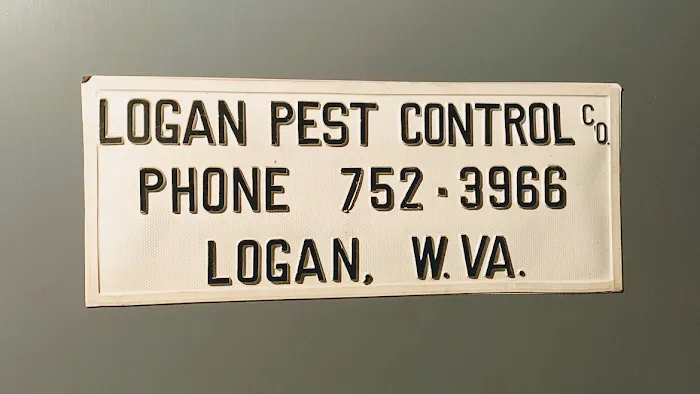 LOGAN PEST CONTROL CO.
PHONE 752-3966
LOGAN, W. VA.